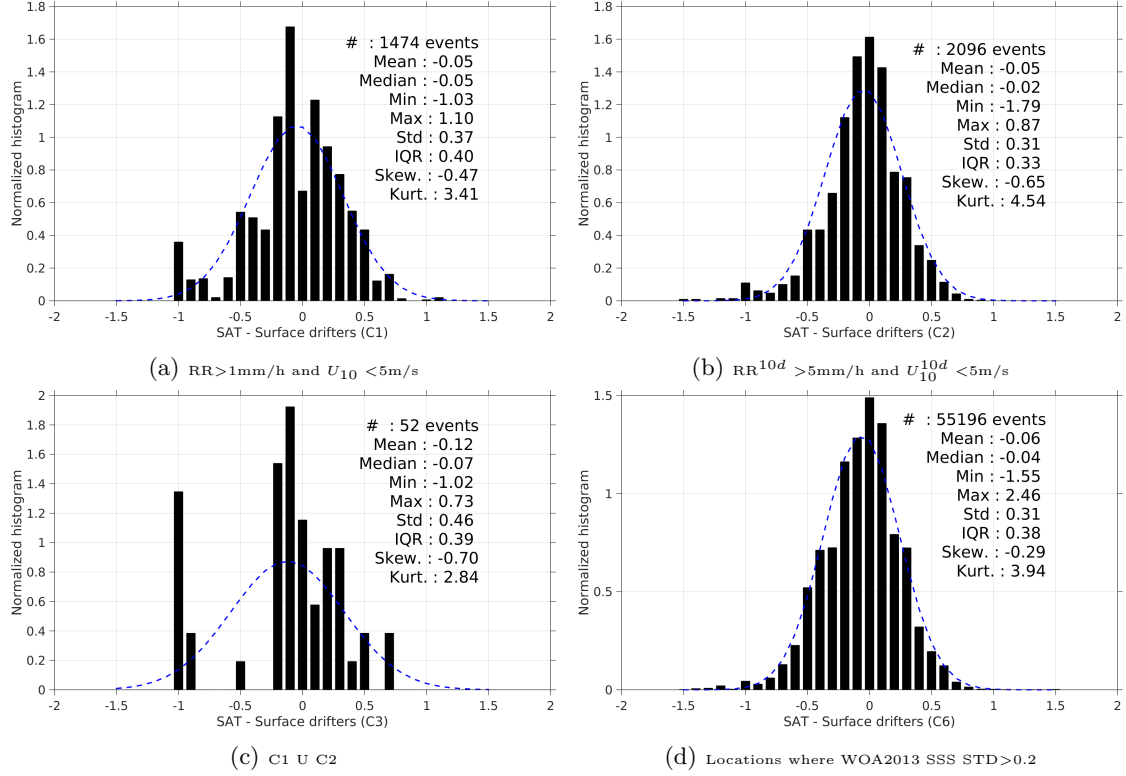 Normalized histogram
1.8
1.6
1.4
1.2
1
0.8
0.6
0.4
0.2
0
# : 1474 events
Mean : -0.05
Median : -0.05
Min : -1.03
Max : 1.10
Std : 0.37
IQR : 0.40
Skew. : -0.47
Kurt. : 3.41
-2 -1.5 -1 -0.5 0 0.5 1 1.5 2
SAT - Surface drifters (C1)
(a) RR>1mm/h and U10 <5m/s
Normalized histogram
1.8
1.6
1.4
1.2
1
0.8
0.6
0.4
0.2
0
# : 2096 events
Mean : -0.05
Median : -0.02
Min : -1.79
Max : 0.87
Std : 0.31
IQR : 0.33
Skew. : -0.65
Kurt. : 4.54
-2 -1.5 -1 -0.5 0 0.5 1 1.5 2
SAT - Surface drifters (C2)
(b) RR10d >5mm/h and U10d10 <5m/s
Normalized histogram
2
1.8
1.6
1.4
1.2
1
0.8
0.6
0.4
0.2
0
# : 52 events
Mean : -0.12
Median : -0.07
Min : -1.02
Max : 0.73
Std : 0.46
IQR : 0.39
Skew. : -0.70
Kurt. : 2.84
-2 -1.5 -1 -0.5 0 0.5 1 1.5 2
SAT - Surface drifters (C3)
(c) C1 U C2
Normalized histogram
1.5
1
0.5
0
# : 55196 events
Mean : -0.06
Median : -0.04
Min : -1.55
Max : 2.46
Std : 0.31
IQR : 0.38
Skew. : -0.29
Kurt. : 3.94
-2 -1.5 -1 -0.5 0 0.5 1 1.5 2
SAT - Surface drifters (C6)
(d) Locations where WOA2013 SSS STD>0.2